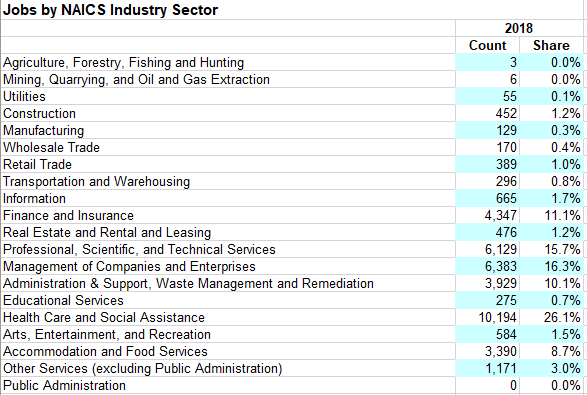 Jobs by NAICS Industry Sector
2018
Count Share
Agriculture, Forestry, Fishing and Hunting 3 0.0%
Mining, Quarrying, and Oil and Gas Extraction 6 0.0%
Utilities 55 0.1%
Construction 452 1.2%
Manufacturing 129 0.3%
Wholesale Trade 170 0.4%
Retail Trade 389 1.0%
Transportation and Warehousing 296 0.8%
Information 665 1.7%
Finance and Insurance 4,347 11.1%
Real Estate and Rental and Leasing 476 1.2%
Professional, Scientific, and Technical Services 6,129 15.7%
Management of Companies and Enterprises 6,383 16.3%
Administration & Support, Waste Management and Remediation 3,929 10.1%
Educational Services 275 0.7%
Health Care and Social Assistance 10,194 26.1%
Arts, Entertainment, and Recreation 584 1.5%
Accommodation and Food Services 3,390 8.7%
Other Services (excluding Public Administration) 1,171 3.0%
Public Administration 0 0.0%